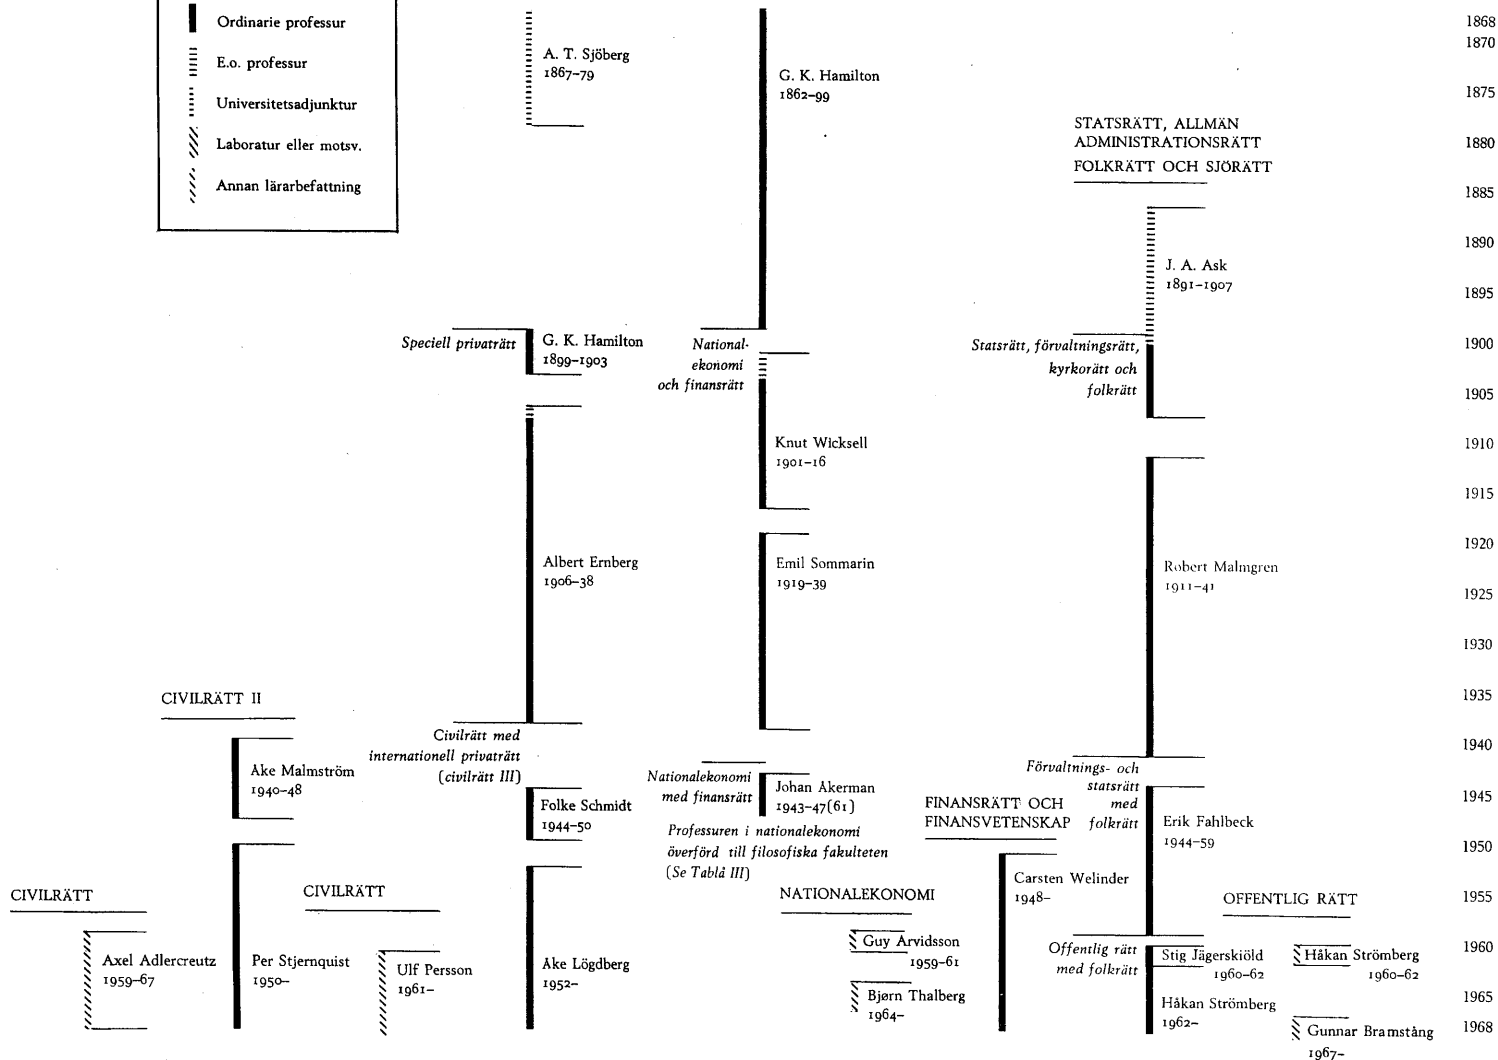 Ordinarie professur
E.o. professur
Universitetsadjunktur
Laboratur eller motsv.
Annan lärarbefattning
A. T. Sjöberg
1867–79
G. K. Hamilton
1862–99
STATSRÄTT, ALLMÄN
ADMINISTRATIONSRÄTT
FOLKRÄTT OCH SJÖRÄTT
J. A. Ask
1891–1907
Speciell privaträtt
G. K. Hamilton
1899–1903
National-
ekonomi
och finansrätt
Statsrätt, förvaltningsrätt,
kyrkorätt och
folkrätt
Knut Wicksell
1901–16
Albert Ernberg
1906–38
Emil Sommarin
1919–39
Robert Malmgren
1911–41
CIVILRÄTT II
Åke Malmström
1940–48
Civilrätt med
internationell privaträtt
(civilrätt III)
Folke Schmidt
1944–50
Nationalekonomi
med finansrätt
Johan Åkerman
1943–47(61)
Professuren i nationalekonomi
överförd till filosofiska fakulteten
(Se Tablå III)
FINANSRÄTT OCH
FINANSVETENSKAP
Förvaltnings- och
statsrätt
med
folkrätt
Erik Fahlbeck
1944–59
Carsten Welinder
1948–
CIVILRÄTT
CIVILRÄTT
NATIONALEKONOMI
OFFENTLIG RÄTT
Axel Adlercreutz
1959–67
Per Stjernquist
1950–
Ulf Persson
1961–
Åke Lögdberg
1952–
Guy Arvidsson
1959–61
Bjørn Thalberg
1964–
Offentlig rätt
med folkrätt
Stig Jägerskiöld
1960–62
Håkan Strömberg
1962–
Håkan Strömberg
1960–62
Gunnar Bramstång
1967–
1868
1870
1875
1880
1885
1890
1895
1900
1905
1910
1915
1920
1925
1930
1935
1940
1945
1950
1955
1960
1965
1968